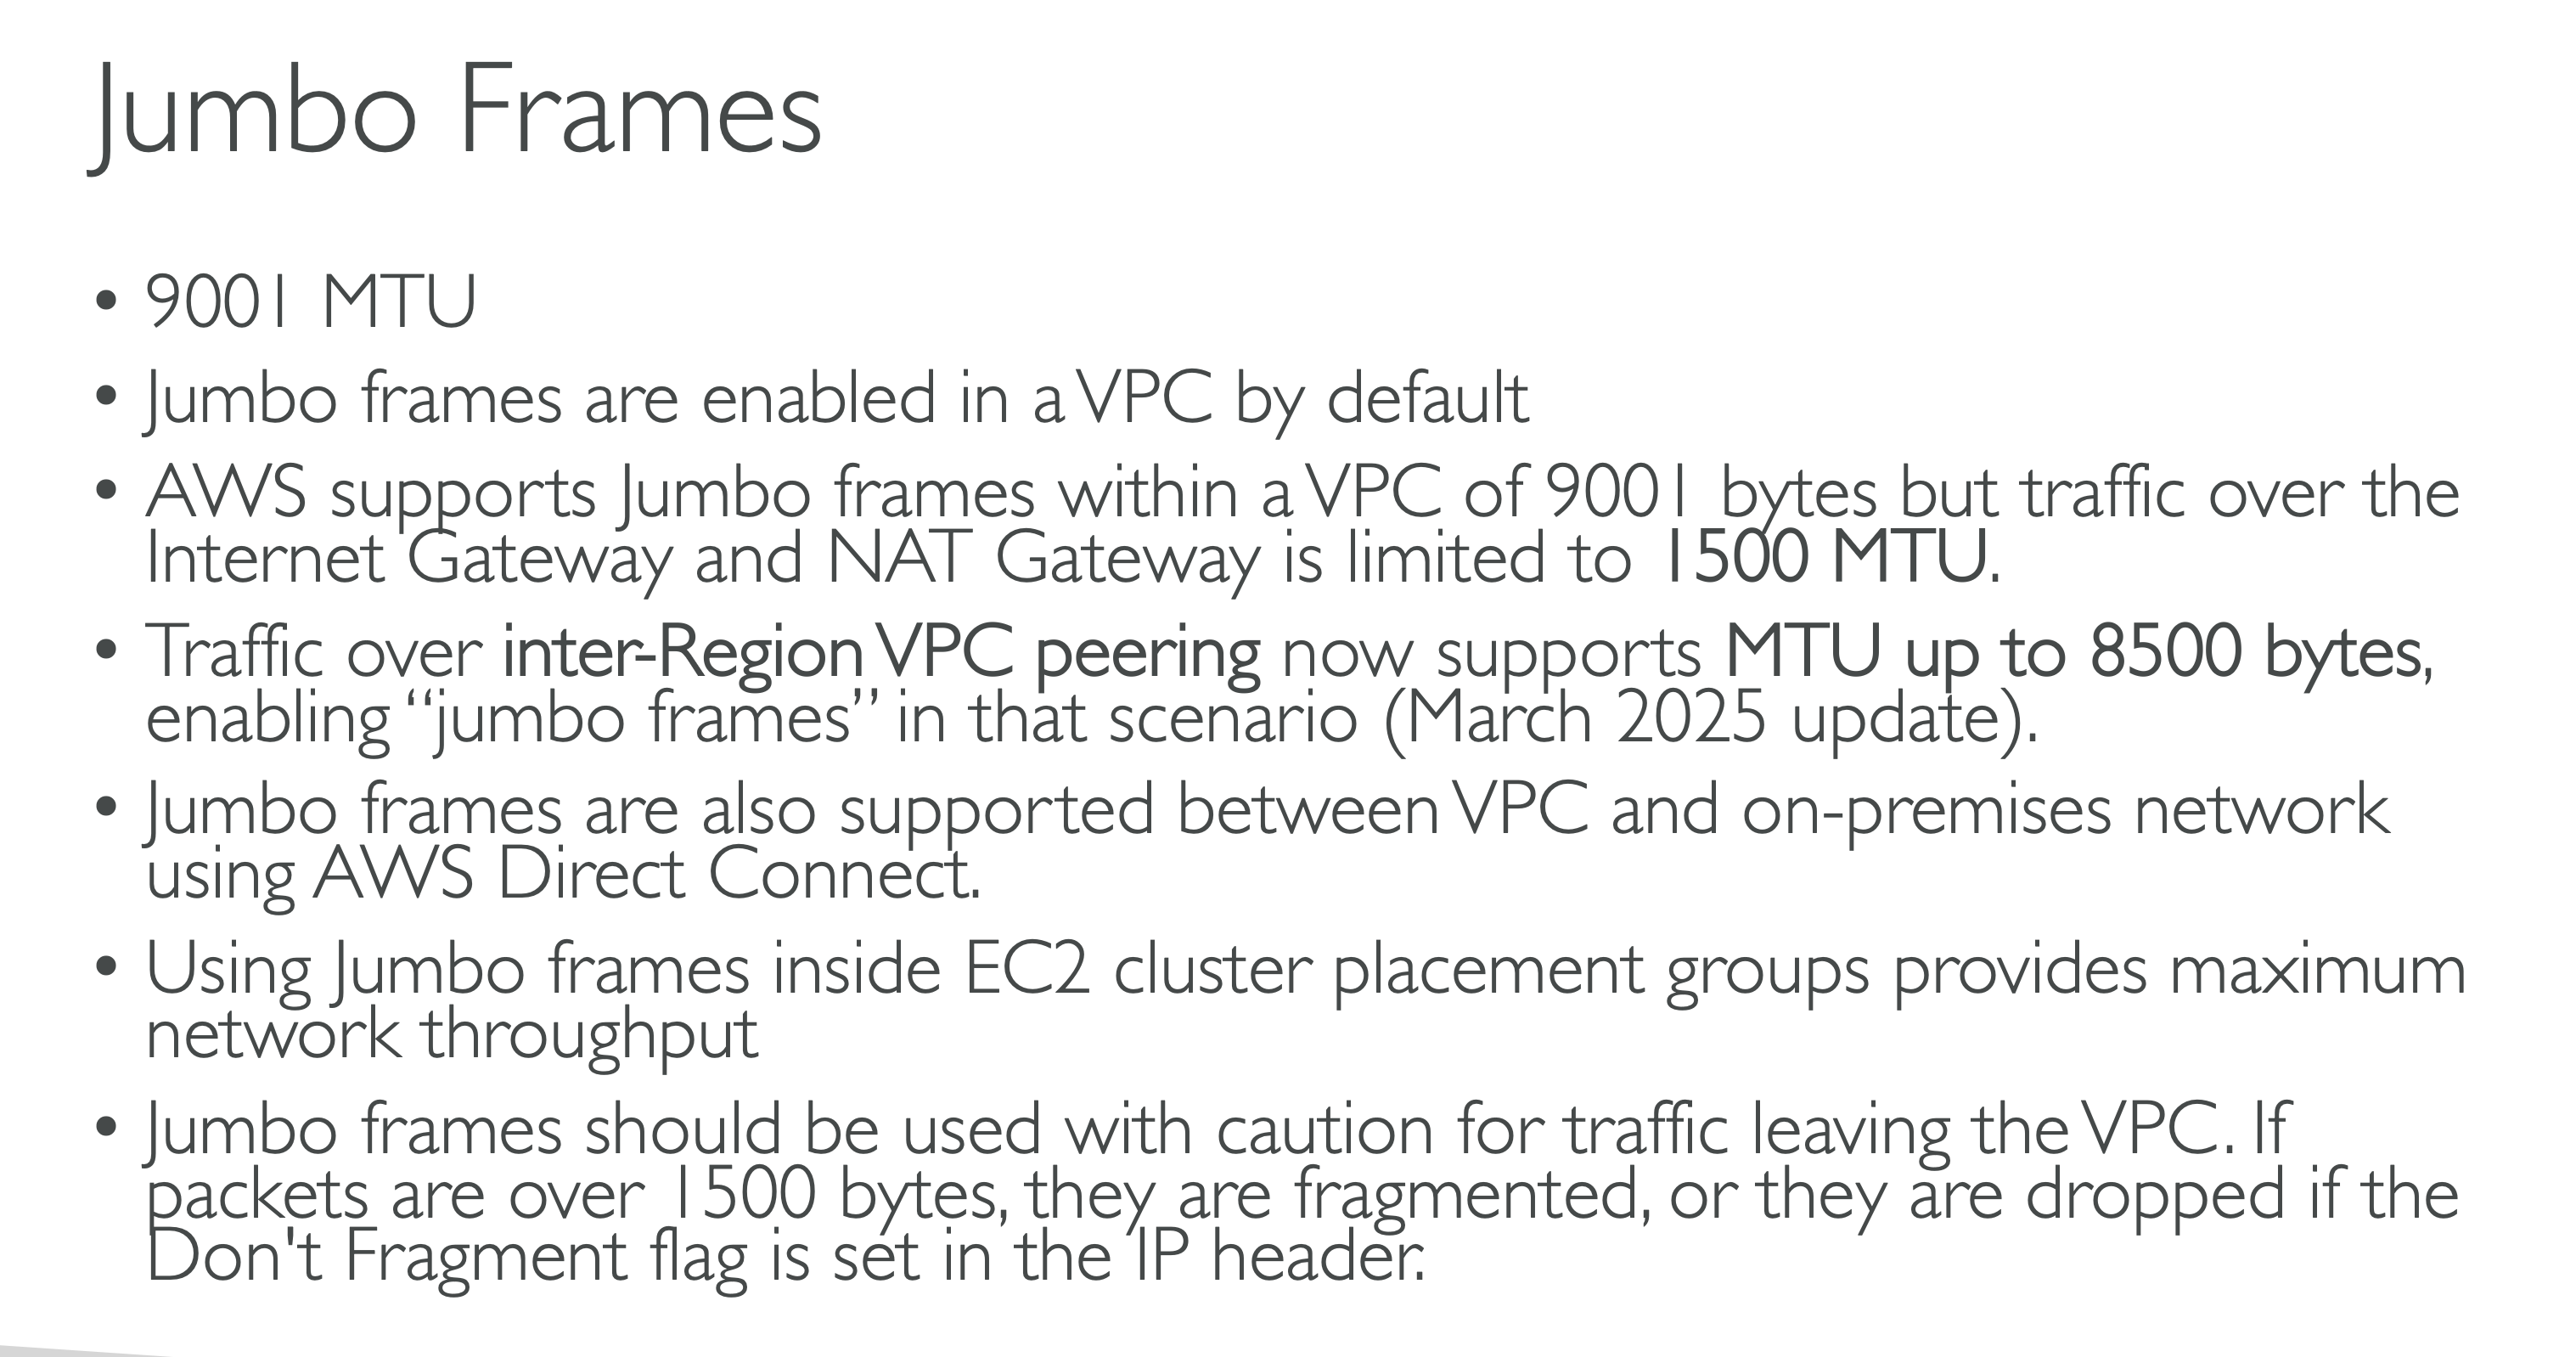 Jumbo Frames
• 9001 MTU
• Jumbo frames are enabled in a VPC by default
• AWS supports Jumbo frames within a VPC of 9001 bytes but traffic over the
Internet Gateway and NAT Gateway is limited to 1500 MTU.
• Traffic over inter-Region VPC peering now supports MTU up to 8500 bytes,
enabling “jumbo frames” in that scenario (March 2025 update).
• Jumbo frames are also supported between VPC and on-premises network
using AWS Direct Connect.
• Using Jumbo frames inside EC2 cluster placement groups provides maximum
network throughput
• Jumbo frames should be used with caution for traffic leaving the VPC. If
packets are over 1500 bytes, they are fragmented, or they are dropped if the
Don't Fragment flag is set in the IP header.